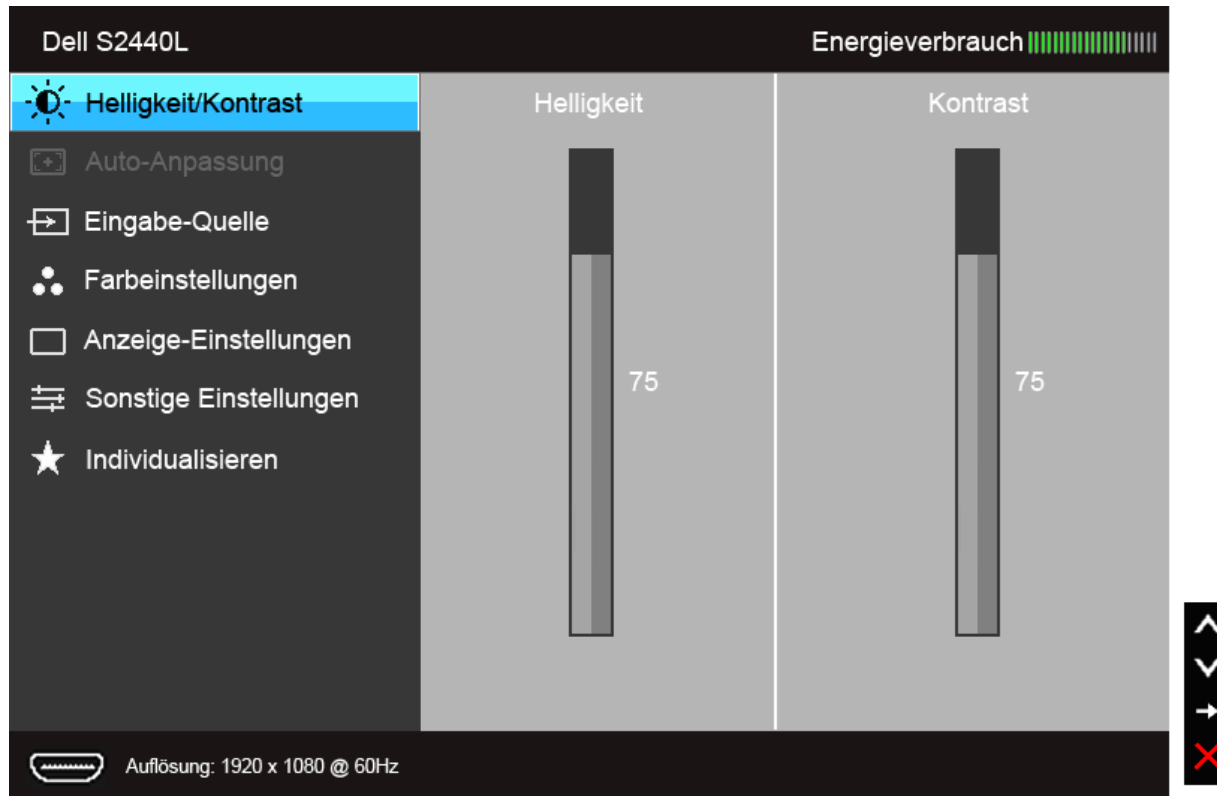 Dell S2440L
Energieverbrauch
Helligkeit/Kontrast
Auto-Anpassung
Eingabe-Quelle
Farbeinstellungen
Anzeige-Einstellungen
Sonstige Einstellungen
Individualisieren
Helligkeit
75
Kontrast
75
Auflösung: 1920 x 1080 @ 60Hz